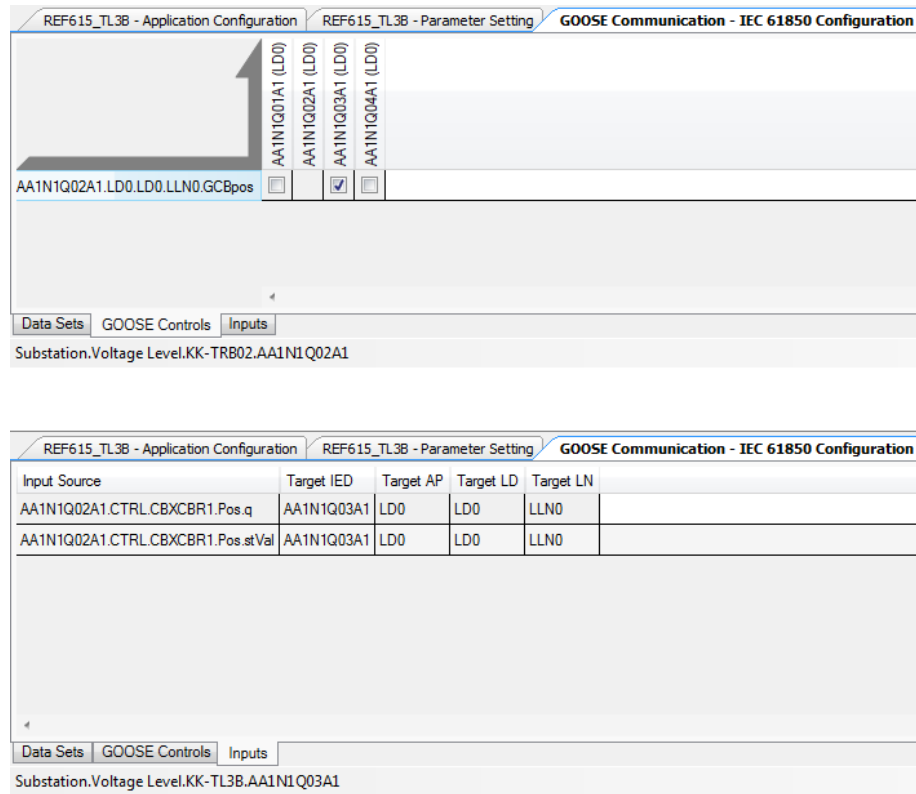 REF615_TL3B - Application Configuration REF615_TL3B - Parameter Setting GOOSE Communication - IEC 61850 Configuration
AA1N1Q01A1 (LD0)
AA1N1Q02A1 (LD0)
AA1N1Q03A1 (LD0)
AA1N1Q04A1 (LD0)
AA1N1Q02A1.LD0.LD0.LLN0.GCBpos
Data Sets GOOSE Controls Inputs
Substation.Voltage Level.KK-TRB02.AA1N1Q02A1
REF615_TL3B - Application Configuration REF615_TL3B - Parameter Setting GOOSE Communication - IEC 61850 Configuration
Input Source Target IED Target AP Target LD Target LN
AA1N1Q02A1.CTRL.CBXCBR1.Pos.q AA1N1Q03A1 LD0 LD0 LLN0
AA1N1Q02A1.CTRL.CBXCBR1.Pos.stVal AA1N1Q03A1 LD0 LD0 LLN0
Data Sets GOOSE Controls Inputs
Substation.Voltage Level.KK-TL3B.AA1N1Q03A1